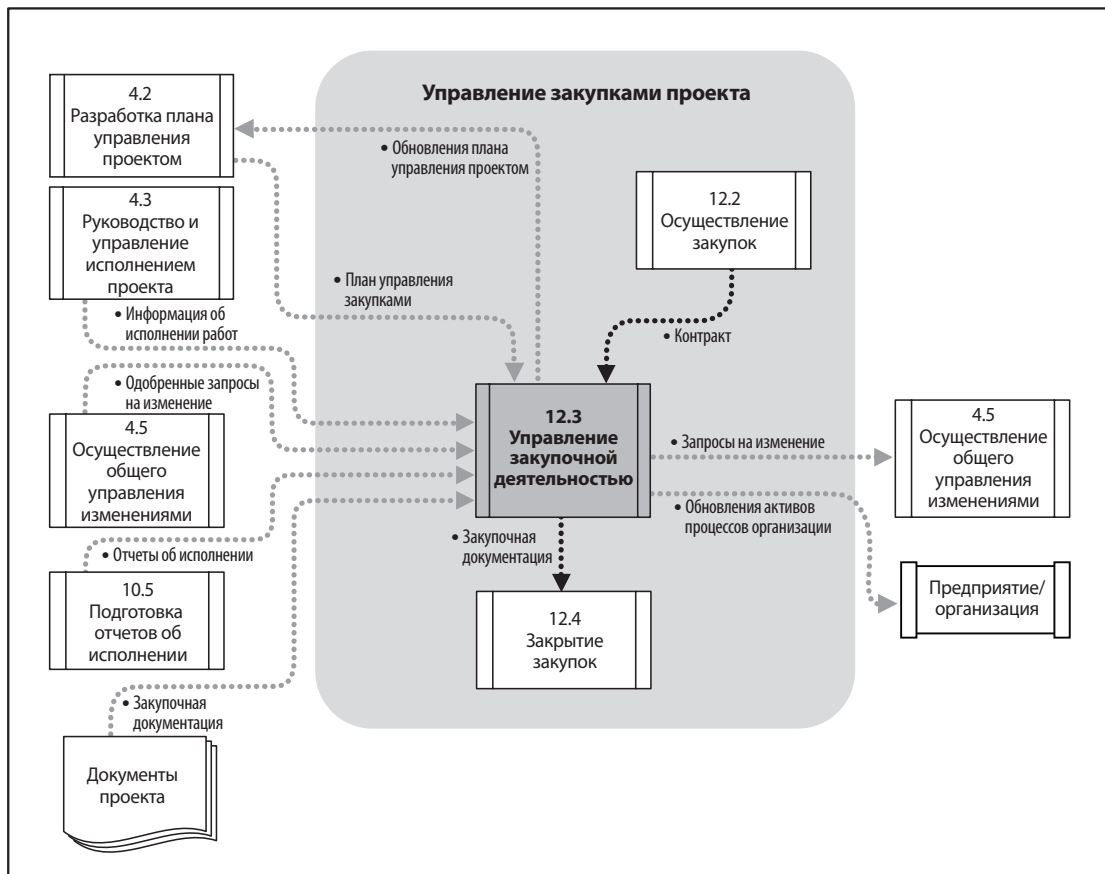 Управление закупками проекта
4.2
Разработка плана
управления
проектом
• Обновления плана
управления проектом
4.3
Руководство и
управление
исполнением
проекта
12.2
Осуществление
закупок
• План управления
закупками
• Информация об
исполнении работ
• Контракт
• Одобренные запросы
на изменение
4.5
Осуществление
общего
управления
изменениями
12.3
Управление
закупочной
деятельностью
• Запросы на изменение
4.5
Осуществление
общего
управления
изменениями
• Обновления активов
процессов организации
• Отчеты об исполнении
• Закупочная
документация
10.5
Подготовка
отчетов об
исполнении
12.4
Закрытие
закупок
Предприятие/
организация
• Закупочная
документация
Документы
проекта